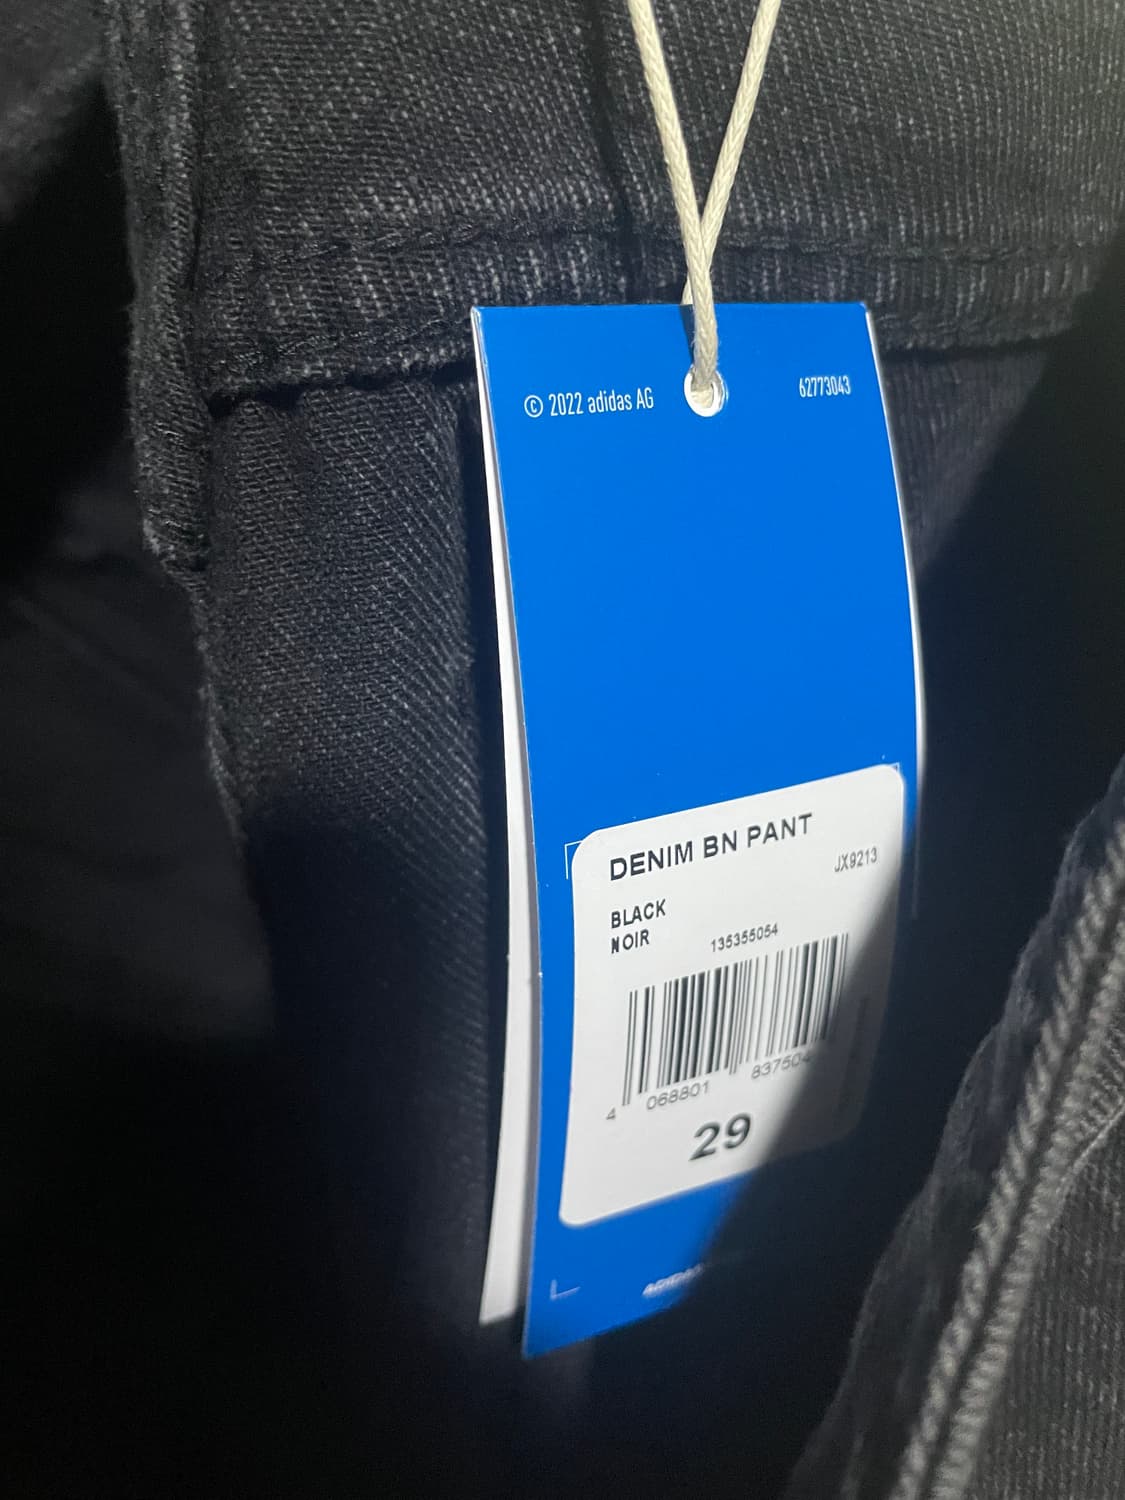 © 2022 adidas AG
62773043
DENIM BN PANT
JX9213
BLACK
NOIR
135355054
4 068801 837504
29